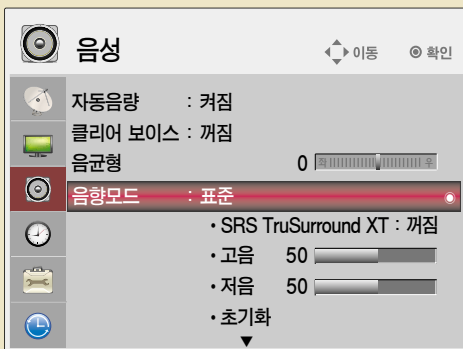 음성
이동 확인
자동음량 : 켜짐
클리어 보이스 : 꺼짐
음균형 0 좌 우
음향모드 : 표준
• SRS TruSurround XT : 꺼짐
• 고음 50
• 저음 50
• 초기화